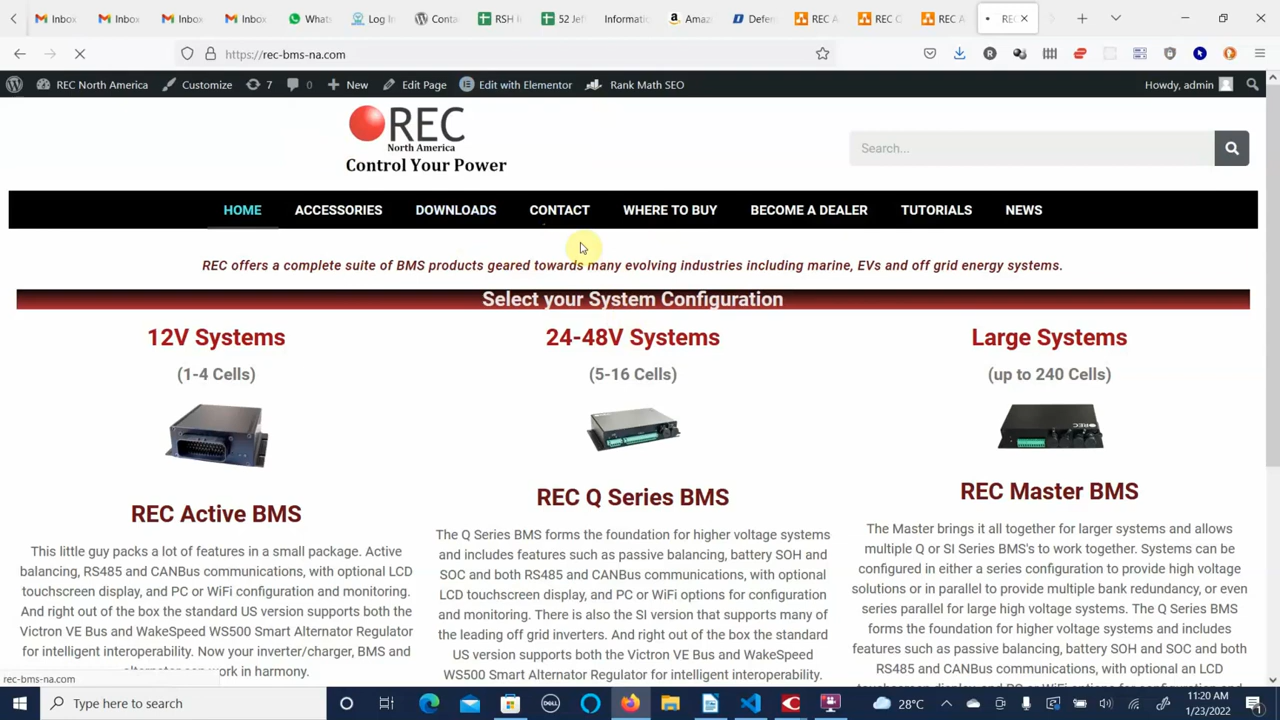 Inbox
Inbox
Inbox
Inbox
Whats
Log In
Conta
RSH I
52 Jef
Informatic
Amaz
Defen
REC A
REC C
REC A
REC
https://rec-bms-na.com
REC North America
Customize
7
0
New
Edit Page
Edit with Elementor
Rank Math SEO
Howdy, admin
REC
North America
Control Your Power
Search...
HOME
ACCESSORIES
DOWNLOADS
CONTACT
WHERE TO BUY
BECOME A DEALER
TUTORIALS
NEWS
REC offers a complete suite of BMS products geared towards many evolving industries including marine, EVs and off grid energy systems.
Select your System Configuration
12V Systems
(1-4 Cells)
REC Active BMS
This little guy packs a lot of features in a small package. Active
balancing, RS485 and CANBus communications, with optional LCD
touchscreen display, and PC or WiFi configuration and monitoring.
And right out of the box the standard US version supports both the
Victron VE Bus and WakeSpeed WS500 Smart Alternator Regulator
for intelligent interoperability. Now your inverter/charger, BMS and
alternator can work in harmony.
24-48V Systems
(5-16 Cells)
REC Q Series BMS
The Q Series BMS forms the foundation for higher voltage systems
and includes features such as passive balancing, battery SOH and
SOC and both RS485 and CANBus communications, with optional
LCD touchscreen display, and PC or WiFi options for configuration
and monitoring. There is also the SI version that supports many of
the leading off grid inverters. And right out of the box the standard
US version supports both the Victron VE Bus and WakeSpeed
WS500 Smart Alternator Regulator for intelligent interoperability.
Large Systems
(up to 240 Cells)
REC
REC Master BMS
The Master brings it all together for larger systems and allows
multiple Q or SI Series BMS's to work together. Systems can be
configured in either a series configuration to provide high voltage
solutions or in parallel to provide multiple bank redundancy, or even
series parallel for large high voltage systems. The Q Series BMS
forms the foundation for higher voltage systems and includes
features such as passive balancing, battery SOH and SOC and both
RS485 and CANBus communications, with optional an LCD
rec-bms-na.com
Type here to search
DELL
28°C
11:20 AM
1/23/2022
1